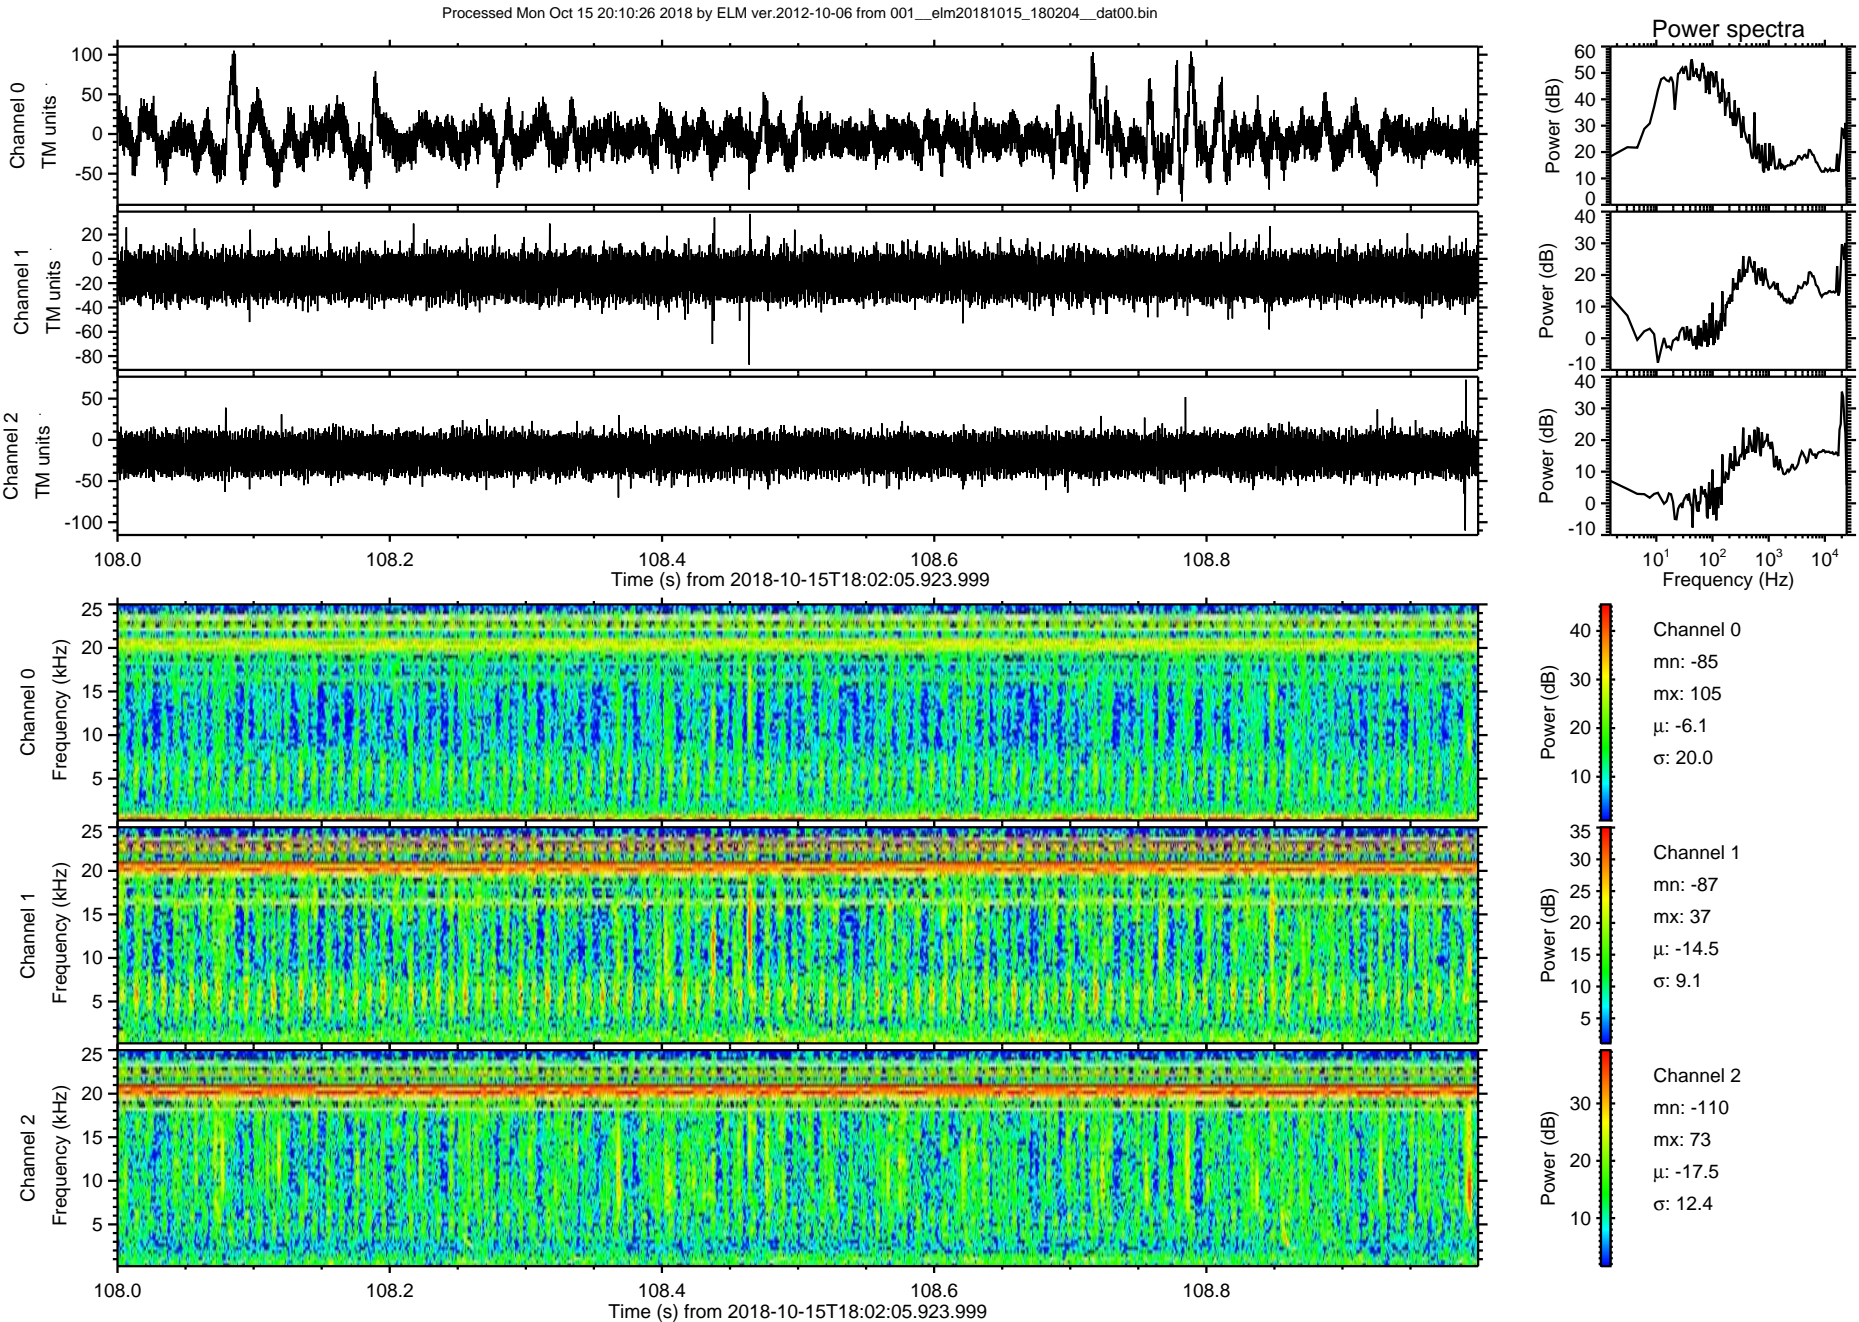 Processed Mon Oct 15 20:10:26 2018 by ELM ver.2012-10-06 from 001__elm20181015_180204__dat00.bin
Power spectra
Channel 0
TM units
100
50
0
-50
Power (dB)
60
50
40
30
20
10
0
Channel 1
TM units
20
0
-20
-40
-60
-80
Power (dB)
40
30
20
10
0
-10
Channel 2
TM units
50
0
-50
-100
Power (dB)
40
30
20
10
0
-10
108.0 108.2 108.4 108.6 108.8
Time (s) from 2018-10-15T18:02:05.923.999
10^1 10^2 10^3 10^4
Frequency (Hz)
Channel 0
Frequency (kHz)
25
20
15
10
5
Power (dB)
40
30
20
10
Channel 0
mn: -85
mx: 105
μ: -6.1
σ: 20.0
Channel 1
Frequency (kHz)
25
20
15
10
5
Power (dB)
35
30
25
20
15
10
5
Channel 1
mn: -87
mx: 37
μ: -14.5
σ: 9.1
Channel 2
Frequency (kHz)
25
20
15
10
5
Power (dB)
30
20
10
Channel 2
mn: -110
mx: 73
μ: -17.5
σ: 12.4
108.0 108.2 108.4 108.6 108.8
Time (s) from 2018-10-15T18:02:05.923.999